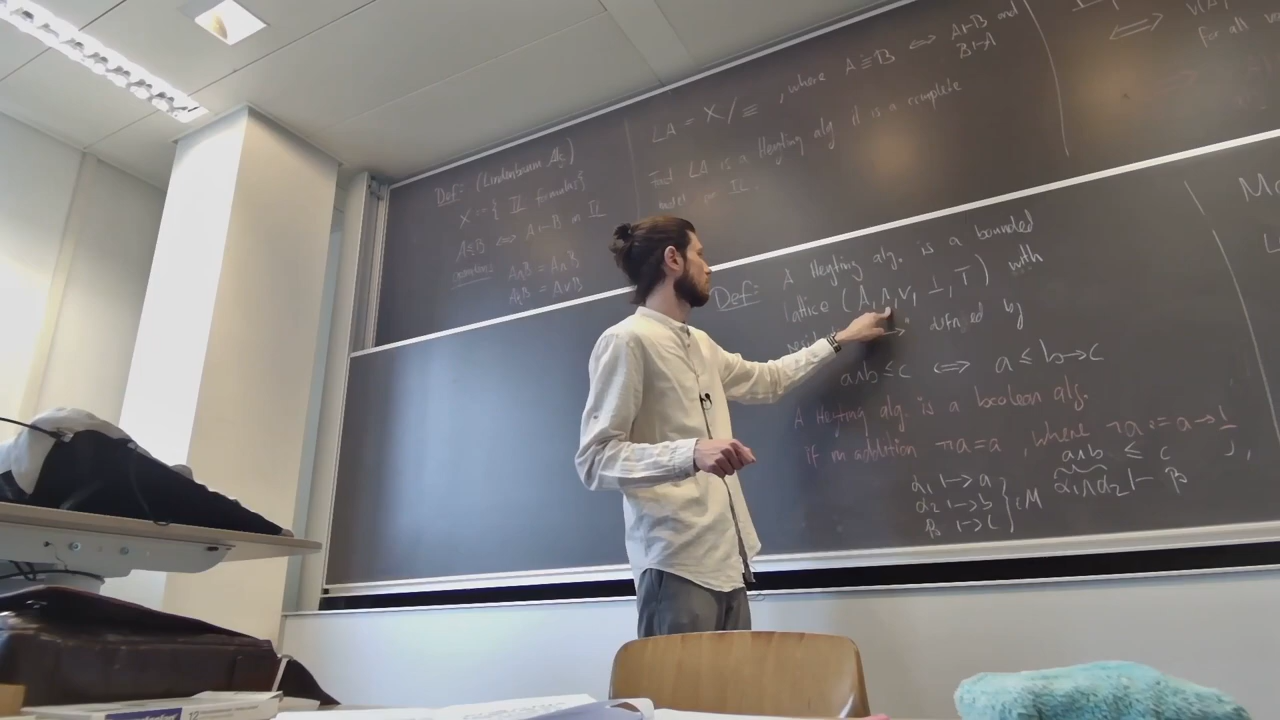 Def: (Lindenbaum Alg.)
X := { IL formulas }
A ≤ B ⟺ A ⊢ B in IL
operations: A ∧ B = A ∧ B
A ∨ B = A ∨ B
LA = X/≡ , where A ≡ B ⟺ A ⊢ B and
B ⊢ A
Fact LA is a Heyting alg it is a complete
model for IL.
⟺
for all
Def: A Heyting alg. is a bounded
lattice (A, ∧, ∨, ⊥, ⊤) with
→ defined by
a∧b ≤ c ⟺ a ≤ b→c
A Heyting alg. is a boolean alg.
if in addition ¬a=a , where ¬a := a→⊥
a∧b ≤ c
α₁ ↦ a
α₂ ↦ b
β ↦ c
α₁∧α₂ ⊢ β